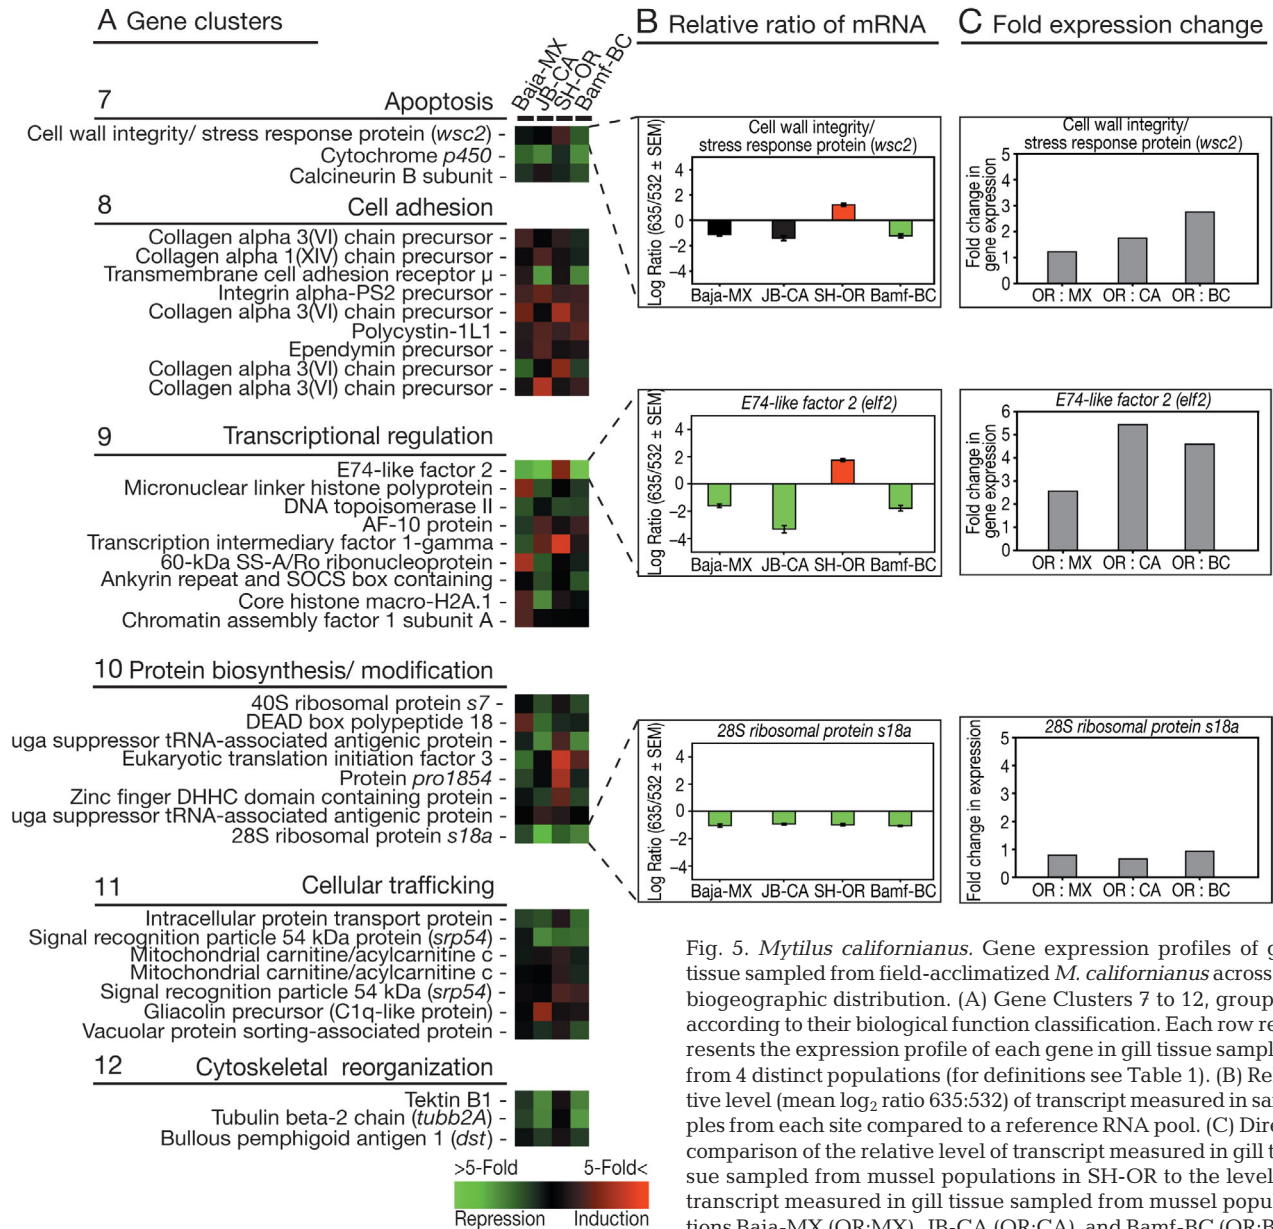 A Gene clusters
B Relative ratio of mRNA
C Fold expression change
Baja-MX
JB-CA
SH-OR
Bamf-BC
7 Apoptosis
Cell wall integrity/ stress response protein (wsc2) -
Cytochrome p450 -
Calcineurin B subunit -
8 Cell adhesion
Collagen alpha 3(VI) chain precursor -
Collagen alpha 1(XIV) chain precursor -
Transmembrane cell adhesion receptor µ -
Integrin alpha-PS2 precursor -
Collagen alpha 3(VI) chain precursor -
Polycystin-1L1 -
Ependymin precursor -
Collagen alpha 3(VI) chain precursor -
Collagen alpha 3(VI) chain precursor -
9 Transcriptional regulation
E74-like factor 2 -
Micronuclear linker histone polyprotein -
DNA topoisomerase II -
AF-10 protein -
Transcription intermediary factor 1-gamma -
60-kDa SS-A/Ro ribonucleoprotein -
Ankyrin repeat and SOCS box containing -
Core histone macro-H2A.1 -
Chromatin assembly factor 1 subunit A -
10 Protein biosynthesis/ modification
40S ribosomal protein s7 -
DEAD box polypeptide 18 -
uga suppressor tRNA-associated antigenic protein -
Eukaryotic translation initiation factor 3 -
Protein pro1854 -
Zinc finger DHHC domain containing protein -
uga suppressor tRNA-associated antigenic protein -
28S ribosomal protein s18a -
11 Cellular trafficking
Intracellular protein transport protein -
Signal recognition particle 54 kDa protein (srp54) -
Mitochondrial carnitine/acylcarnitine c -
Mitochondrial carnitine/acylcarnitine c -
Signal recognition particle 54 kDa (srp54) -
Gliacolin precursor (C1q-like protein) -
Vacuolar protein sorting-associated protein -
12 Cytoskeletal reorganization
Tektin B1 -
Tubulin beta-2 chain (tubb2A) -
Bullous pemphigoid antigen 1 (dst) -
>5-Fold 5-Fold<
Repression Induction
Cell wall integrity/
stress response protein (wsc2)
Log Ratio (635/532 ± SEM)
4
2
0
−2
−4
Baja-MX JB-CA SH-OR Bamf-BC
Cell wall integrity/
stress response protein (wsc2)
Fold change in
gene expression
5
4
3
2
1
0
OR : MX OR : CA OR : BC
E74-like factor 2 (elf2)
Log Ratio (635/532 ± SEM)
4
2
0
−2
−4
Baja-MX JB-CA SH-OR Bamf-BC
E74-like factor 2 (elf2)
Fold change in
gene expression
6
5
4
3
2
1
0
OR : MX OR : CA OR : BC
28S ribosomal protein s18a
Log Ratio (635/532 ± SEM)
4
2
0
−2
−4
Baja-MX JB-CA SH-OR Bamf-BC
28S ribosomal protein s18a
Fold change in expression
5
4
3
2
1
0
OR : MX OR : CA OR : BC
Fig. 5. Mytilus californianus. Gene expression profiles of g
tissue sampled from field-acclimatized M. californianus across
biogeographic distribution. (A) Gene Clusters 7 to 12, group
according to their biological function classification. Each row re
resents the expression profile of each gene in gill tissue sampl
from 4 distinct populations (for definitions see Table 1). (B) Re
tive level (mean log2 ratio 635:532) of transcript measured in sa
ples from each site compared to a reference RNA pool. (C) Dire
comparison of the relative level of transcript measured in gill t
sue sampled from mussel populations in SH-OR to the level
transcript measured in gill tissue sampled from mussel popu
tions Baja-MX (OR:MX), JB-CA (OR:CA), and Bamf-BC (OR:B